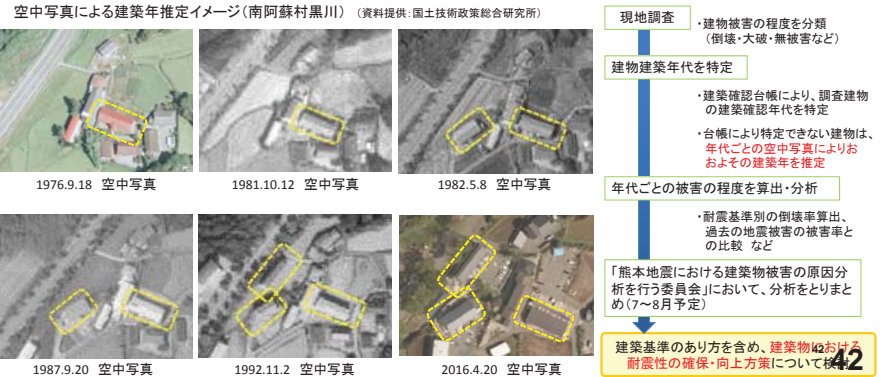 空中写真による建築年推定イメージ（南阿蘇村黒川）　（資料提供：国土技術政策総合研究所）
1976.9.18　空中写真
1981.10.12　空中写真
1982.5.8　空中写真
1987.9.20　空中写真
1992.11.2　空中写真
2016.4.20　空中写真
現地調査
・建物被害の程度を分類
（倒壊・大破・無被害など）
建物建築年代を特定
・建築確認台帳により、調査建物
の建築確認年代を特定
・台帳により特定できない建物は、
年代ごとの空中写真によりお
およその建築年を推定
年代ごとの被害の程度を算出・分析
・耐震基準別の倒壊率算出、
過去の地震被害の被害率と
の比較　など
「熊本地震における建築物被害の原因分
析を行う委員会」において、分析をとりまと
め（7～8月予定）
建築基準のあり方を含め、建築物における
耐震性の確保・向上方策について検討
42
42